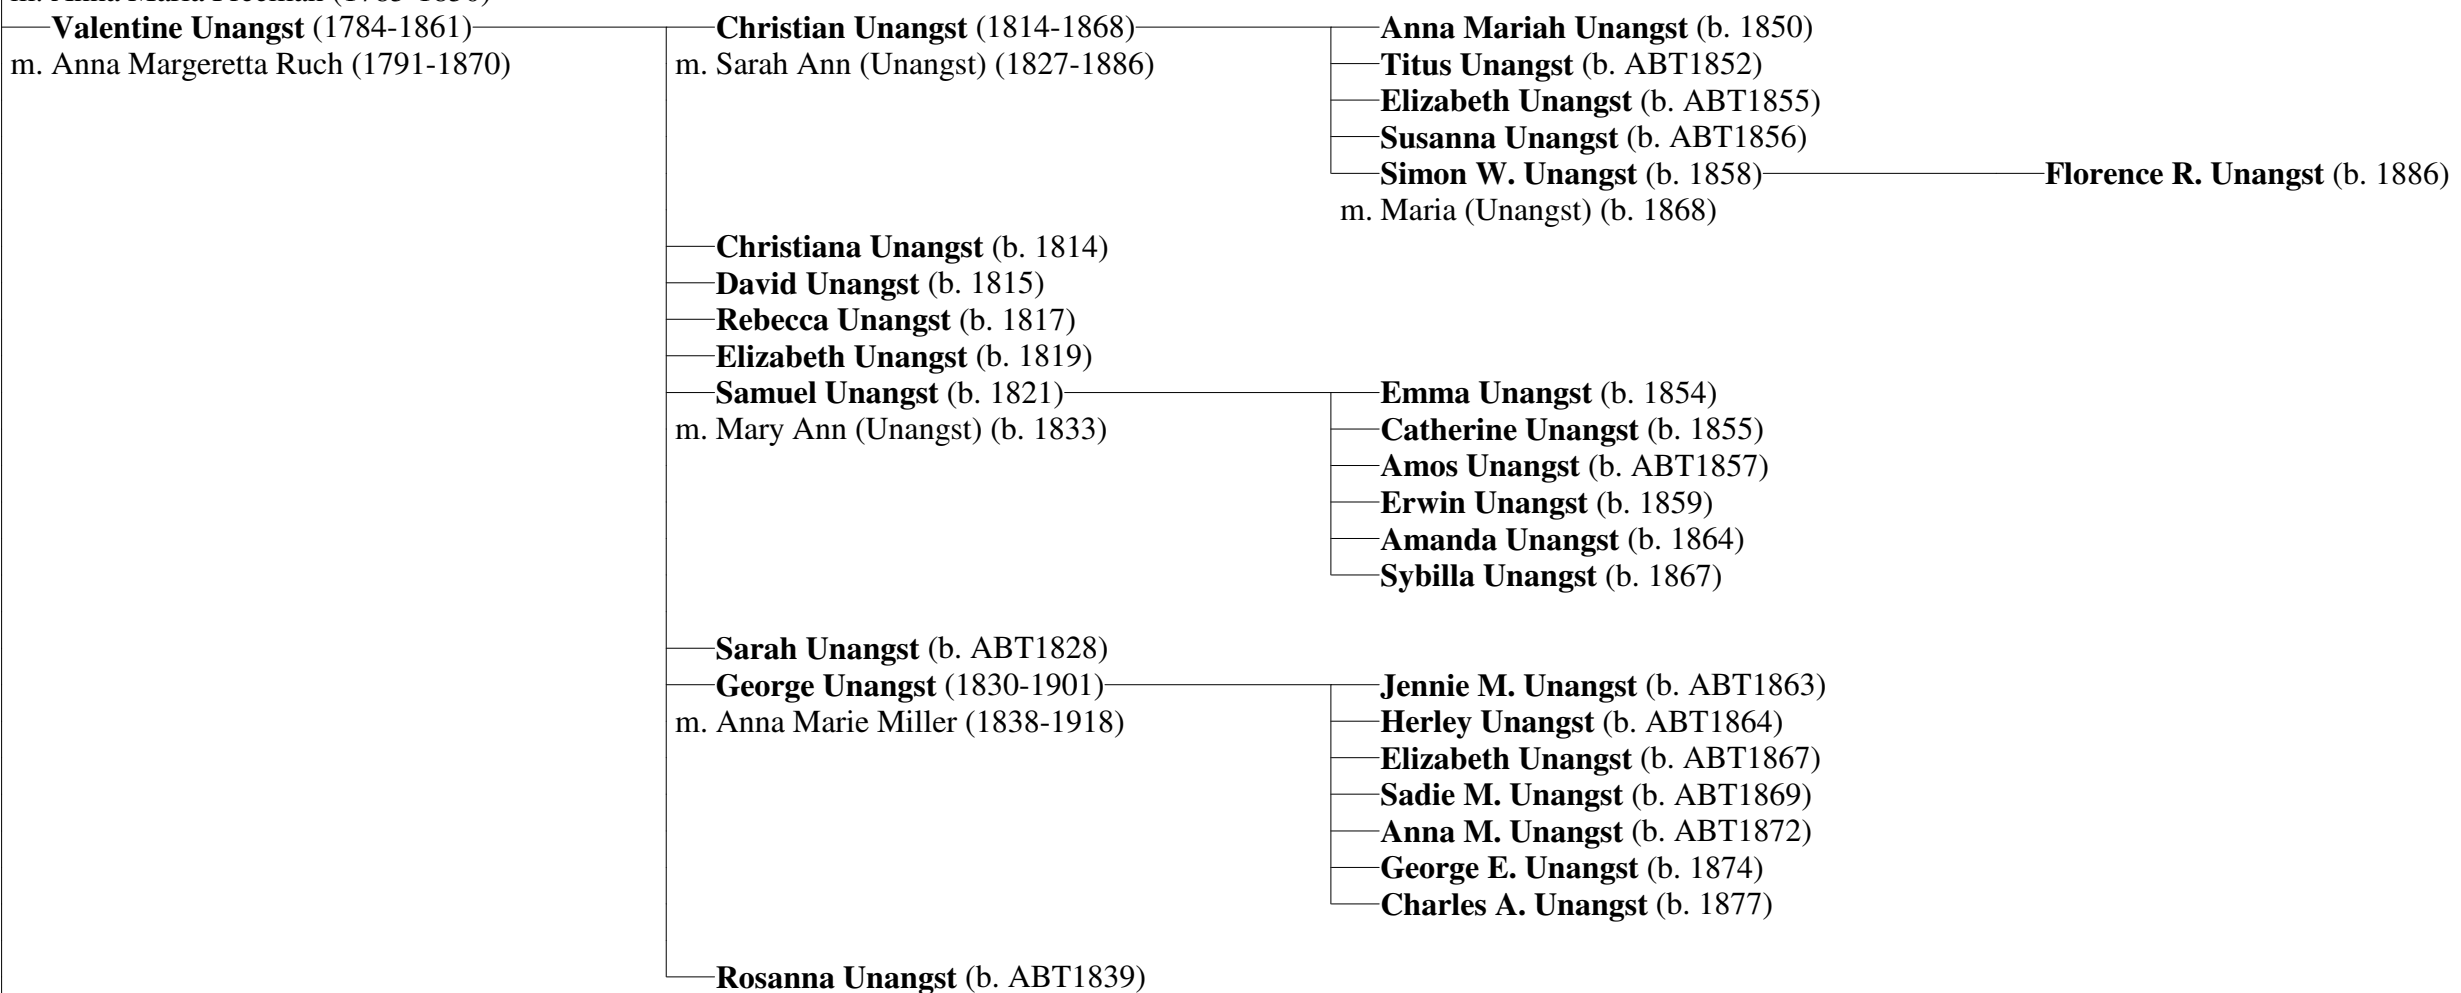 Valentine Unangst (1784-1861) Christian Unangst (1814-1868) Anna Mariah Unangst (b. 1850)
m. Anna Margeretta Ruch (1791-1870) m. Sarah Ann (Unangst) (1827-1886) Titus Unangst (b. ABT1852)
Elizabeth Unangst (b. ABT1855)
Susanna Unangst (b. ABT1856)
Simon W. Unangst (b. 1858) Florence R. Unangst (b. 1886)
m. Maria (Unangst) (b. 1868)
Christiana Unangst (b. 1814)
David Unangst (b. 1815)
Rebecca Unangst (b. 1817)
Elizabeth Unangst (b. 1819)
Samuel Unangst (b. 1821) Emma Unangst (b. 1854)
m. Mary Ann (Unangst) (b. 1833) Catherine Unangst (b. 1855)
Amos Unangst (b. ABT1857)
Erwin Unangst (b. 1859)
Amanda Unangst (b. 1864)
Sybilla Unangst (b. 1867)
Sarah Unangst (b. ABT1828)
George Unangst (1830-1901) Jennie M. Unangst (b. ABT1863)
m. Anna Marie Miller (1838-1918) Herley Unangst (b. ABT1864)
Elizabeth Unangst (b. ABT1867)
Sadie M. Unangst (b. ABT1869)
Anna M. Unangst (b. ABT1872)
George E. Unangst (b. 1874)
Charles A. Unangst (b. 1877)
Rosanna Unangst (b. ABT1839)